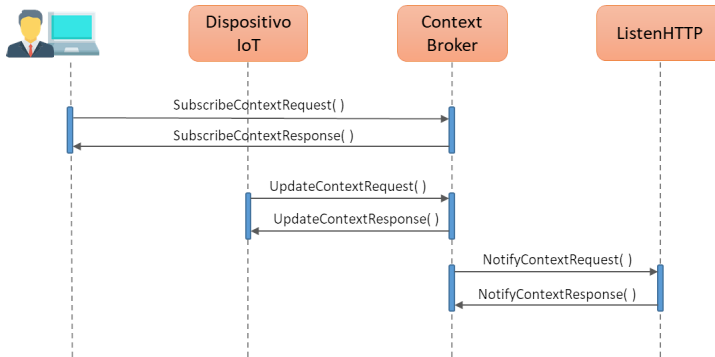 Dispositivo
IoT
Context
Broker
ListenHTTP
SubscribeContextRequest( )
SubscribeContextResponse( )
UpdateContextRequest( )
UpdateContextResponse( )
NotifyContextRequest( )
NotifyContextResponse( )